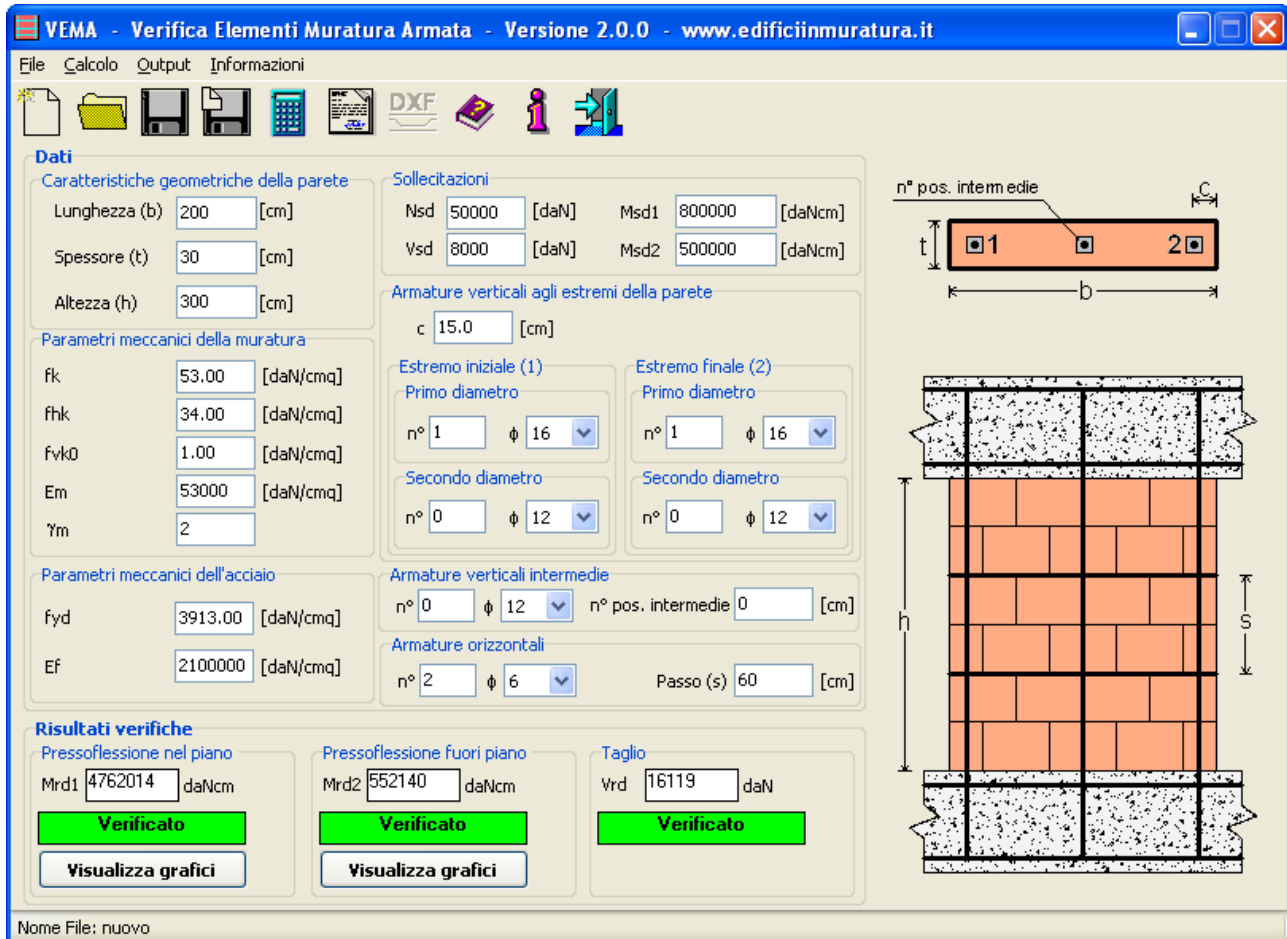 VEMA - Verifica Elementi Muratura Armata - Versione 2.0.0 - www.edificiinmuratura.it
File Calcolo Output Informazioni
DXF
Dati
Caratteristiche geometriche della parete
Lunghezza (b) 200 [cm]
Spessore (t) 30 [cm]
Altezza (h) 300 [cm]
Parametri meccanici della muratura
fk 53.00 [daN/cmq]
fhk 34.00 [daN/cmq]
fvk0 1.00 [daN/cmq]
Em 53000 [daN/cmq]
γm 2
Parametri meccanici dell'acciaio
fyd 3913.00 [daN/cmq]
Ef 2100000 [daN/cmq]
Sollecitazioni
Nsd 50000 [daN] Msd1 800000 [daNcm]
Vsd 8000 [daN] Msd2 500000 [daNcm]
Armature verticali agli estremi della parete
c 15.0 [cm]
Estremo iniziale (1)
Primo diametro
n° 1 ϕ 16
Secondo diametro
n° 0 ϕ 12
Estremo finale (2)
Primo diametro
n° 1 ϕ 16
Secondo diametro
n° 0 ϕ 12
Armature verticali intermedie
n° 0 ϕ 12 n° pos. intermedie 0 [cm]
Armature orizzontali
n° 2 ϕ 6 Passo (s) 60 [cm]
n° pos. intermedie
c
t
1
2
b
h
s
Risultati verifiche
Pressoflessione nel piano
Mrd1 4762014 daNcm
Verificato
Visualizza grafici
Pressoflessione fuori piano
Mrd2 552140 daNcm
Verificato
Visualizza grafici
Taglio
Vrd 16119 daN
Verificato
Nome File: nuovo